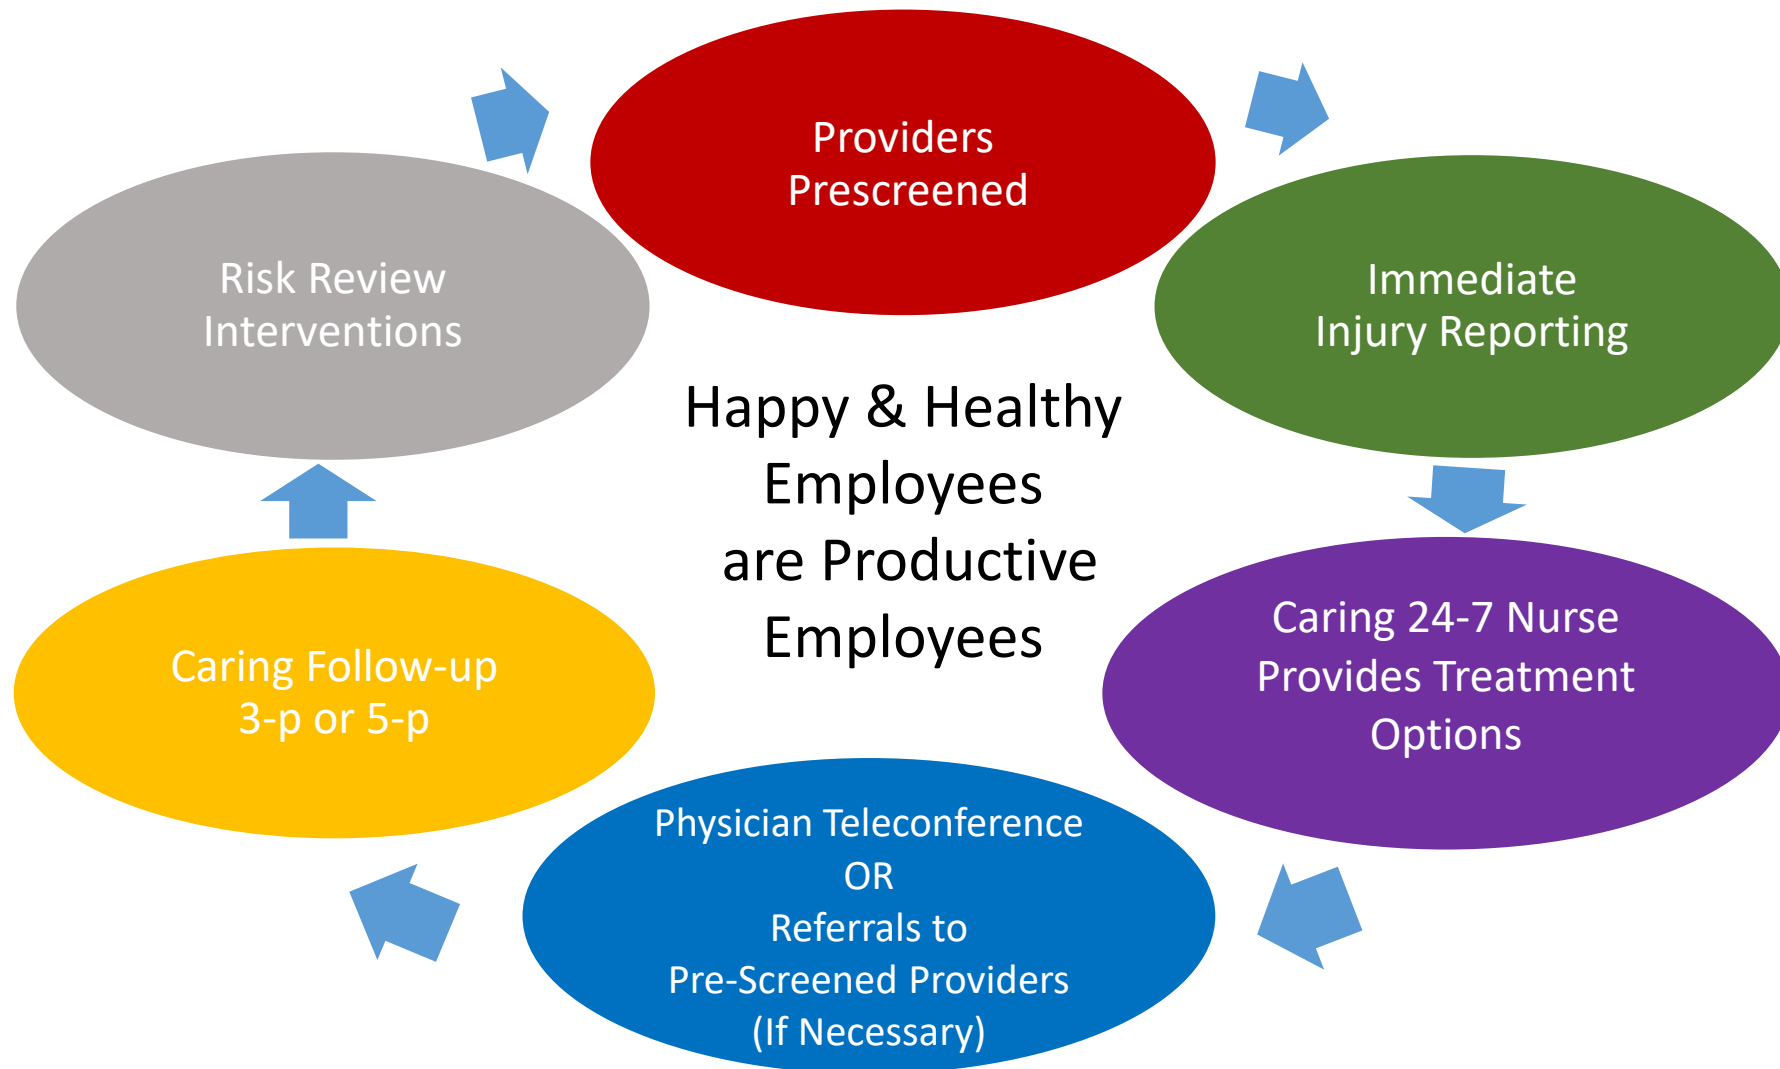 Providers
Prescreened
Immediate
Injury Reporting
Caring 24-7 Nurse
Provides Treatment
Options
Physician Teleconference
OR
Referrals to
Pre-Screened Providers
(If Necessary)
Caring Follow-up
3-p or 5-p
Risk Review
Interventions
Happy & Healthy
Employees
are Productive
Employees